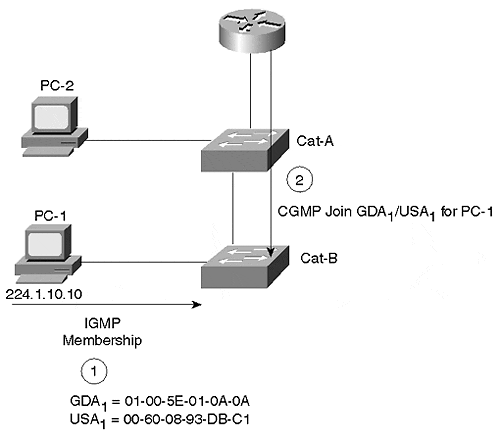 PC-2
Cat-A
2
CGMP Join GDA₁/USA₁ for PC-1
PC-1
Cat-B
224.1.10.10
IGMP
Membership
1
GDA₁ = 01-00-5E-01-0A-0A
USA₁ = 00-60-08-93-DB-C1